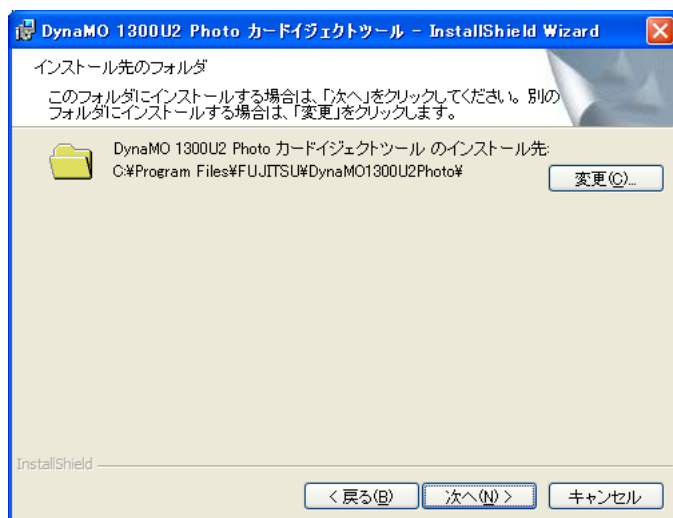 DynaMO 1300U2 Photo カードイジェクトツール - InstallShield Wizard
インストール先のフォルダ
このフォルダにインストールする場合は、「次へ」をクリックしてください。別の
フォルダにインストールする場合は、「変更」をクリックします。
DynaMO 1300U2 Photo カードイジェクトツール のインストール先:
C:¥Program Files¥FUJITSU¥DynaMO1300U2Photo¥
変更(C)...
InstallShield
< 戻る(B)
次へ(N) >
キャンセル